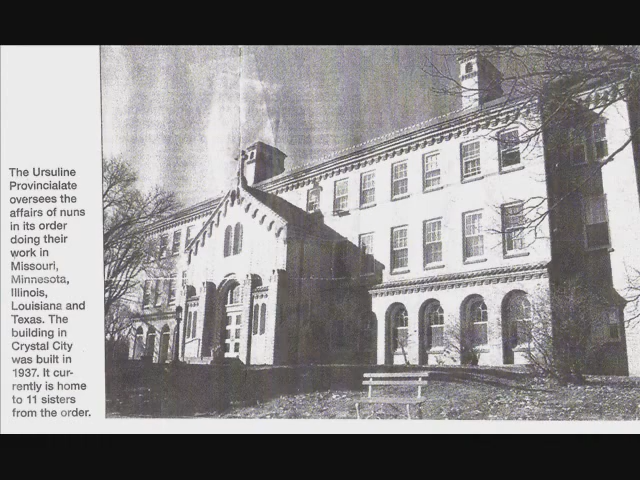 The Ursuline
Provincialate
oversees the
affairs of nuns
in its order
doing their
work in
Missouri,
Minnesota,
Illinois,
Louisiana and
Texas. The
building in
Crystal City
was built in
1937. It cur-
rently is home
to 11 sisters
from the order.